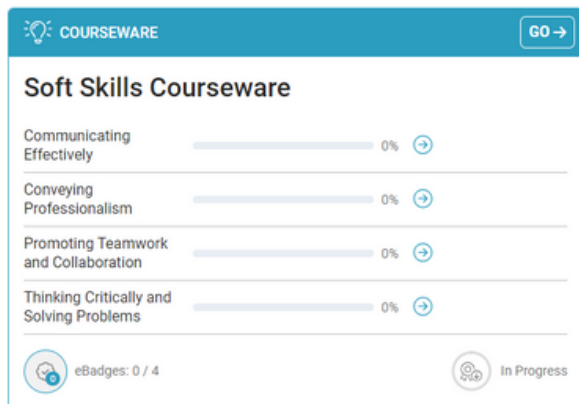 COURSEWARE
GO →
Soft Skills Courseware
Communicating
Effectively
0%
Conveying
Professionalism
0%
Promoting Teamwork
and Collaboration
0%
Thinking Critically and
Solving Problems
0%
0
eBadges: 0 / 4
In Progress